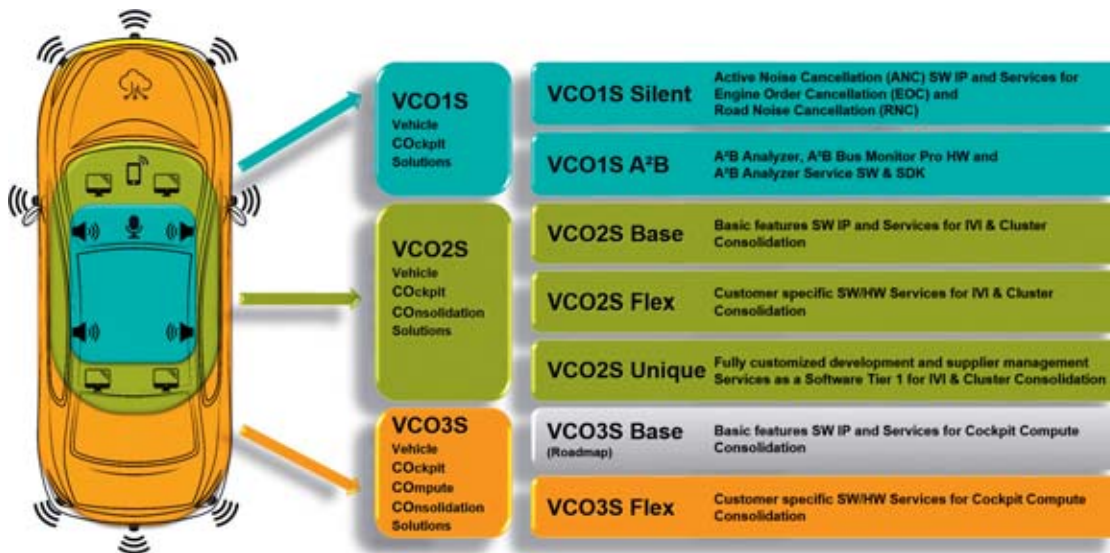 VCO1S
Vehicle
COckpit
Solutions
VCO1S Silent
Active Noise Cancellation (ANC) SW IP and Services for
Engine Order Cancellation (EOC) and
Road Noise Cancellation (RNC)
VCO1S A²B
A²B Analyzer, A²B Bus Monitor Pro HW and
A²B Analyzer Service SW & SDK
VCO2S
Vehicle
COckpit
COnsolidation
Solutions
VCO2S Base
Basic features SW IP and Services for IVI & Cluster
Consolidation
VCO2S Flex
Customer specific SW/HW Services for IVI & Cluster
Consolidation
VCO2S Unique
Fully customized development and supplier management
Services as a Software Tier 1 for IVI & Cluster Consolidation
VCO3S
Vehicle
COckpit
COmpute
COnsolidation
Solutions
VCO3S Base
(Roadmap)
Basic features SW IP and Services for Cockpit Compute
Consolidation
VCO3S Flex
Customer specific SW/HW Services for Cockpit Compute
Consolidation